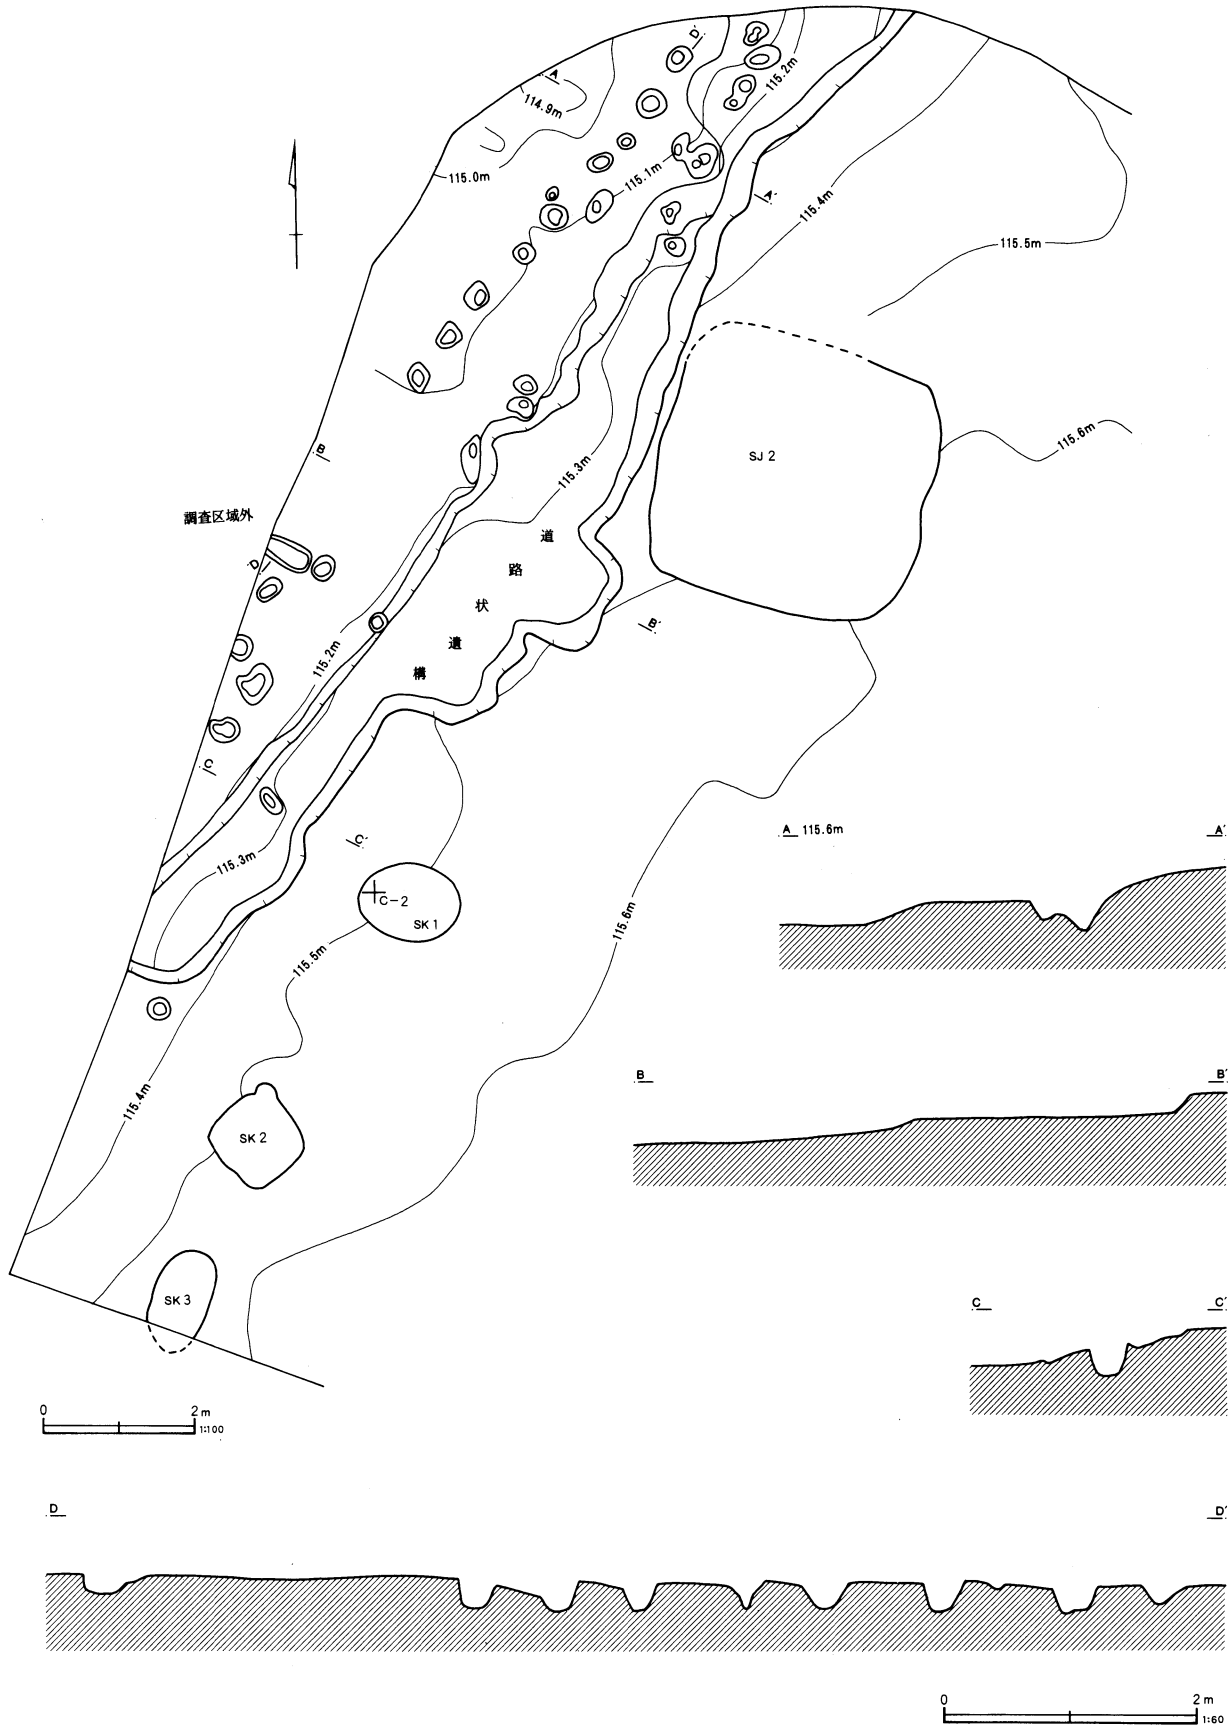 D'
A
114.9m
115.2m
115.0m
115.1m
A'
115.4m
115.5m
B
SJ 2
115.6m
115.3m
調査区域外
道路状遺構
D
B'
115.2m
C
C'
A 115.6m
A'
115.3m
C-2
SK 1
115.6m
115.5m
B
B'
115.4m
SK 2
C
C'
SK 3
0 2 m
1:100
D
D'
0 2 m
1:60